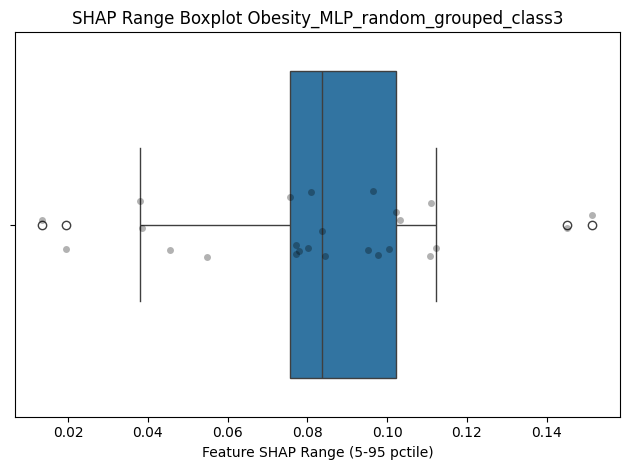 SHAP Range Boxplot Obesity_MLP_random_grouped_class3
0.02 0.04 0.06 0.08 0.10 0.12 0.14
Feature SHAP Range (5-95 pctile)